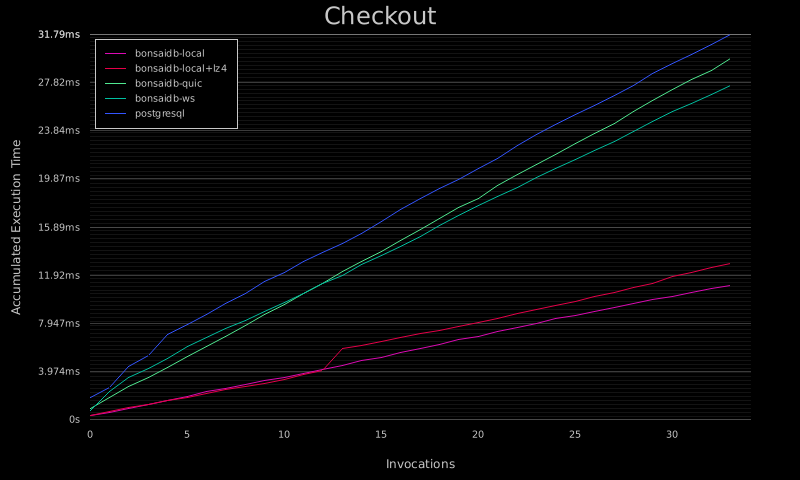 Checkout
31.79ms
27.82ms
23.84ms
19.87ms
15.89ms
11.92ms
7.947ms
3.974ms
0s
bonsaidb-local
bonsaidb-local+lz4
bonsaidb-quic
bonsaidb-ws
postgresql
Accumulated Execution Time
0 5 10 15 20 25 30
Invocations